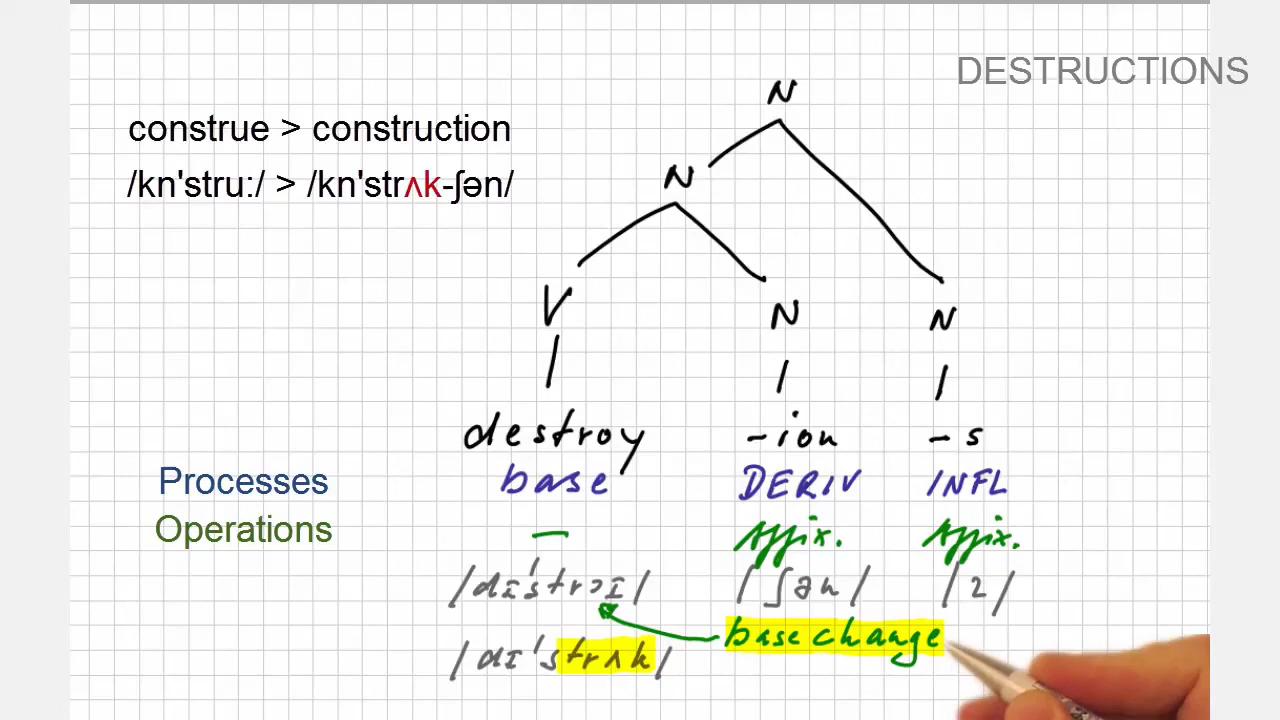 DESTRUCTIONS
N
construe > construction
N
/kn'stru:/ > /kn'strʌk-ʃən/
V N N
destroy -ion -s
Processes base DERIV INFL
Operations – Affix. Affix.
/dɪ'strɔɪ/ /ʃən/ /z/
base change
/dɪ'strʌk/